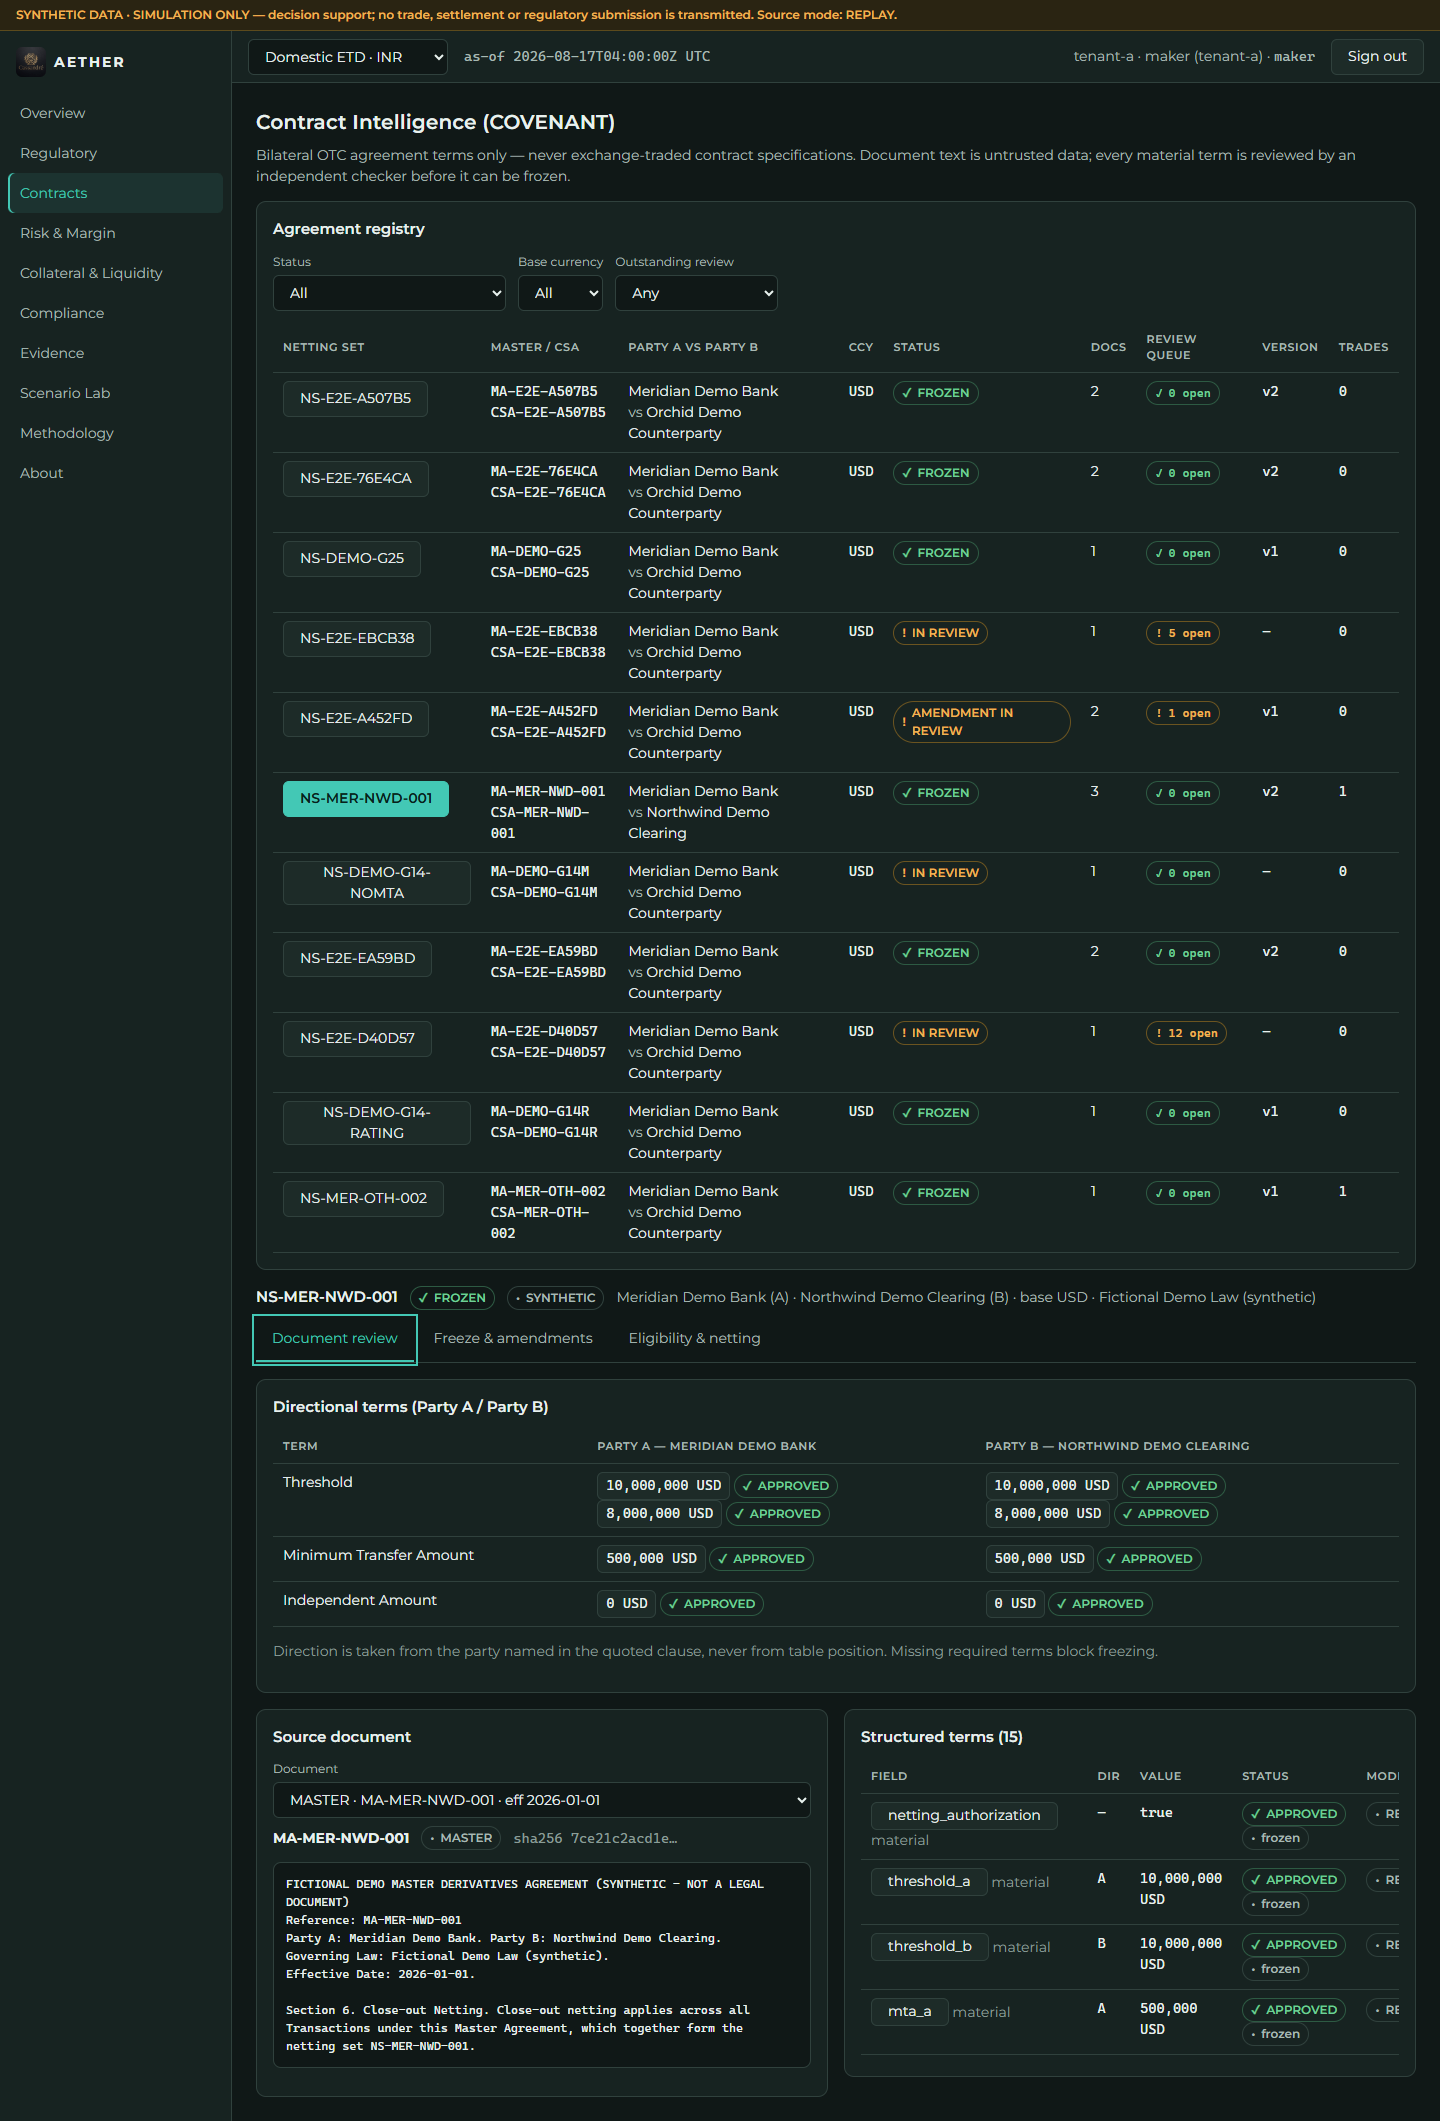 SYNTHETIC DATA · SIMULATION ONLY — decision support; no trade, settlement or regulatory submission is transmitted. Source mode: REPLAY.
AETHER
Domestic ETD · INR
as-of 2026-08-17T04:00:00Z UTC
tenant-a · maker (tenant-a) · maker
Sign out
Overview
Regulatory
Contracts
Risk & Margin
Collateral & Liquidity
Compliance
Evidence
Scenario Lab
Methodology
About
Contract Intelligence (COVENANT)
Bilateral OTC agreement terms only — never exchange-traded contract specifications. Document text is untrusted data; every material term is reviewed by an
independent checker before it can be frozen.
Agreement registry
Status Base currency Outstanding review
All All Any
NETTING SET MASTER / CSA PARTY A VS PARTY B CCY STATUS DOCS REVIEW QUEUE VERSION TRADES
NS-E2E-A507B5 MA-E2E-A507B5 Meridian Demo Bank USD ✓ FROZEN 2 ✓ 0 open v2 0
CSA-E2E-A507B5 vs Orchid Demo
Counterparty
NS-E2E-76E4CA MA-E2E-76E4CA Meridian Demo Bank USD ✓ FROZEN 2 ✓ 0 open v2 0
CSA-E2E-76E4CA vs Orchid Demo
Counterparty
NS-DEMO-G25 MA-DEMO-G25 Meridian Demo Bank USD ✓ FROZEN 1 ✓ 0 open v1 0
CSA-DEMO-G25 vs Orchid Demo
Counterparty
NS-E2E-EBCB38 MA-E2E-EBCB38 Meridian Demo Bank USD ! IN REVIEW 1 ! 5 open — 0
CSA-E2E-EBCB38 vs Orchid Demo
Counterparty
NS-E2E-A452FD MA-E2E-A452FD Meridian Demo Bank USD ! AMENDMENT IN REVIEW 2 ! 1 open v1 0
CSA-E2E-A452FD vs Orchid Demo
Counterparty
NS-MER-NWD-001 MA-MER-NWD-001 Meridian Demo Bank USD ✓ FROZEN 3 ✓ 0 open v2 1
CSA-MER-NWD- vs Northwind Demo
001 Clearing
NS-DEMO-G14- MA-DEMO-G14M Meridian Demo Bank USD ! IN REVIEW 1 ✓ 0 open — 0
NOMTA CSA-DEMO-G14M vs Orchid Demo
Counterparty
NS-E2E-EA59BD MA-E2E-EA59BD Meridian Demo Bank USD ✓ FROZEN 2 ✓ 0 open v2 0
CSA-E2E-EA59BD vs Orchid Demo
Counterparty
NS-E2E-D40D57 MA-E2E-D40D57 Meridian Demo Bank USD ! IN REVIEW 1 ! 12 open — 0
CSA-E2E-D40D57 vs Orchid Demo
Counterparty
NS-DEMO-G14- MA-DEMO-G14R Meridian Demo Bank USD ✓ FROZEN 1 ✓ 0 open v1 0
RATING CSA-DEMO-G14R vs Orchid Demo
Counterparty
NS-MER-OTH-002 MA-MER-OTH-002 Meridian Demo Bank USD ✓ FROZEN 1 ✓ 0 open v1 1
CSA-MER-OTH- vs Orchid Demo
002 Counterparty
NS-MER-NWD-001 ✓ FROZEN • SYNTHETIC Meridian Demo Bank (A) · Northwind Demo Clearing (B) · base USD · Fictional Demo Law (synthetic)
Document review Freeze & amendments Eligibility & netting
Directional terms (Party A / Party B)
TERM PARTY A — MERIDIAN DEMO BANK PARTY B — NORTHWIND DEMO CLEARING
Threshold 10,000,000 USD ✓ APPROVED 10,000,000 USD ✓ APPROVED
8,000,000 USD ✓ APPROVED 8,000,000 USD ✓ APPROVED
Minimum Transfer Amount 500,000 USD ✓ APPROVED 500,000 USD ✓ APPROVED
Independent Amount 0 USD ✓ APPROVED 0 USD ✓ APPROVED
Direction is taken from the party named in the quoted clause, never from table position. Missing required terms block freezing.
Source document
Document
MASTER · MA-MER-NWD-001 · eff 2026-01-01
MA-MER-NWD-001 • MASTER sha256 7ce21c2acd1e…
FICTIONAL DEMO MASTER DERIVATIVES AGREEMENT (SYNTHETIC — NOT A LEGAL
DOCUMENT)
Reference: MA-MER-NWD-001
Party A: Meridian Demo Bank. Party B: Northwind Demo Clearing.
Governing Law: Fictional Demo Law (synthetic).
Effective Date: 2026-01-01.
Section 6. Close-out Netting. Close-out netting applies across all
Transactions under this Master Agreement, which together form the
netting set NS-MER-NWD-001.
Structured terms (15)
FIELD DIR VALUE STATUS
netting_authorization — true ✓ APPROVED
material • frozen
threshold_a material A 10,000,000 ✓ APPROVED
USD • frozen
threshold_b material B 10,000,000 ✓ APPROVED
USD • frozen
mta_a material A 500,000 ✓ APPROVED
USD • frozen